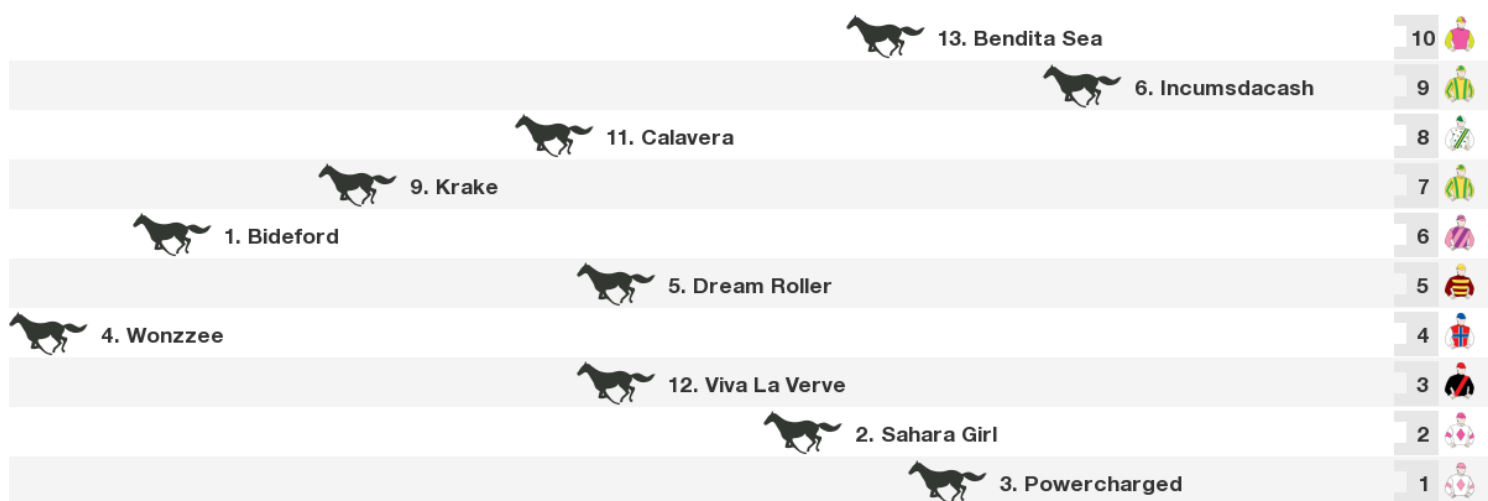 13. Bendita Sea 10
6. Incumsdacash 9
11. Calavera 8
9. Krake 7
1. Bideford 6
5. Dream Roller 5
4. Wonzzee 4
12. Viva La Verve 3
2. Sahara Girl 2
3. Powercharged 1